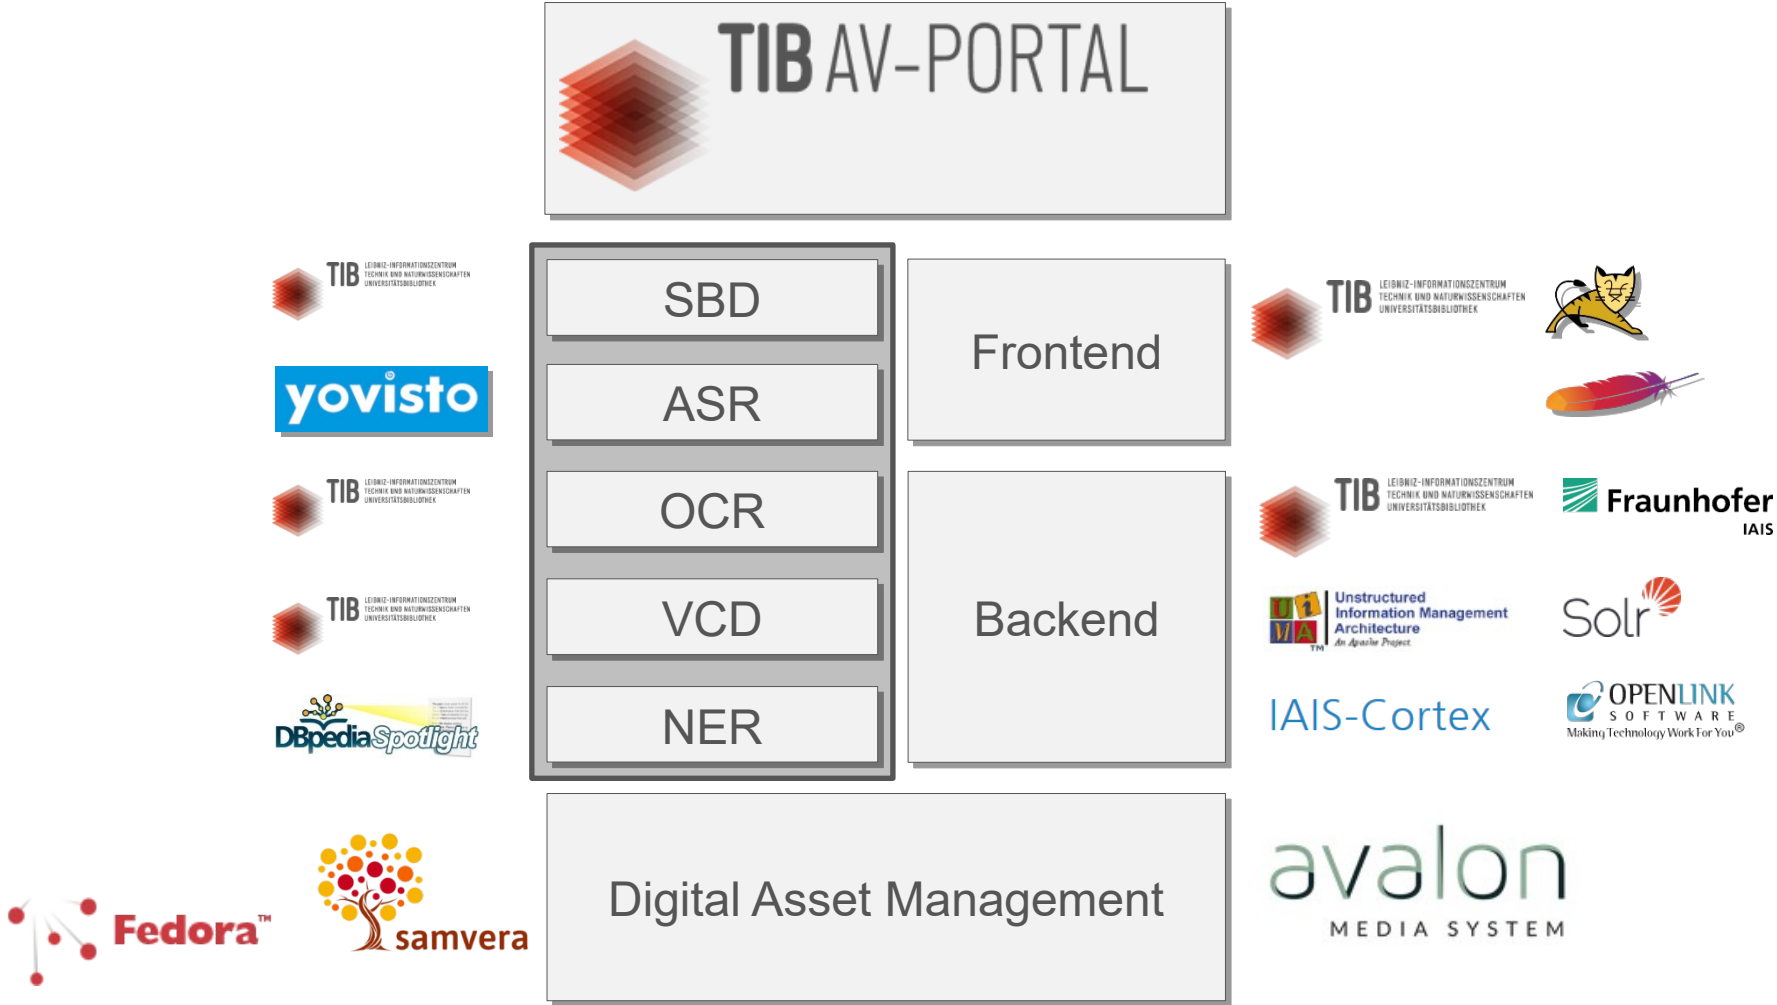 TIB AV-PORTAL
TIB LEIBNIZ-INFORMATIONSZENTRUM
TECHNIK UND NATURWISSENSCHAFTEN
UNIVERSITÄTSBIBLIOTHEK
SBD
yovisto
ASR
TIB LEIBNIZ-INFORMATIONSZENTRUM
TECHNIK UND NATURWISSENSCHAFTEN
UNIVERSITÄTSBIBLIOTHEK
OCR
TIB LEIBNIZ-INFORMATIONSZENTRUM
TECHNIK UND NATURWISSENSCHAFTEN
UNIVERSITÄTSBIBLIOTHEK
VCD
DBpedia Spotlight
NER
Frontend
TIB LEIBNIZ-INFORMATIONSZENTRUM
TECHNIK UND NATURWISSENSCHAFTEN
UNIVERSITÄTSBIBLIOTHEK
Backend
TIB LEIBNIZ-INFORMATIONSZENTRUM
TECHNIK UND NATURWISSENSCHAFTEN
UNIVERSITÄTSBIBLIOTHEK
Fraunhofer
IAIS
UiMA™
Unstructured
Information Management
Architecture
An Apache Project
Solr
IAIS-Cortex
OPENLINK
SOFTWARE
Making Technology Work For You®
Fedora™
samvera
Digital Asset Management
avalon
MEDIA SYSTEM